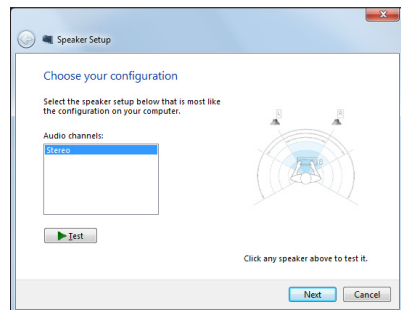 Speaker Setup
Choose your configuration
Select the speaker setup below that is most like
the configuration on your computer.
Audio channels:
Stereo
L R
Test
Click any speaker above to test it.
Next Cancel